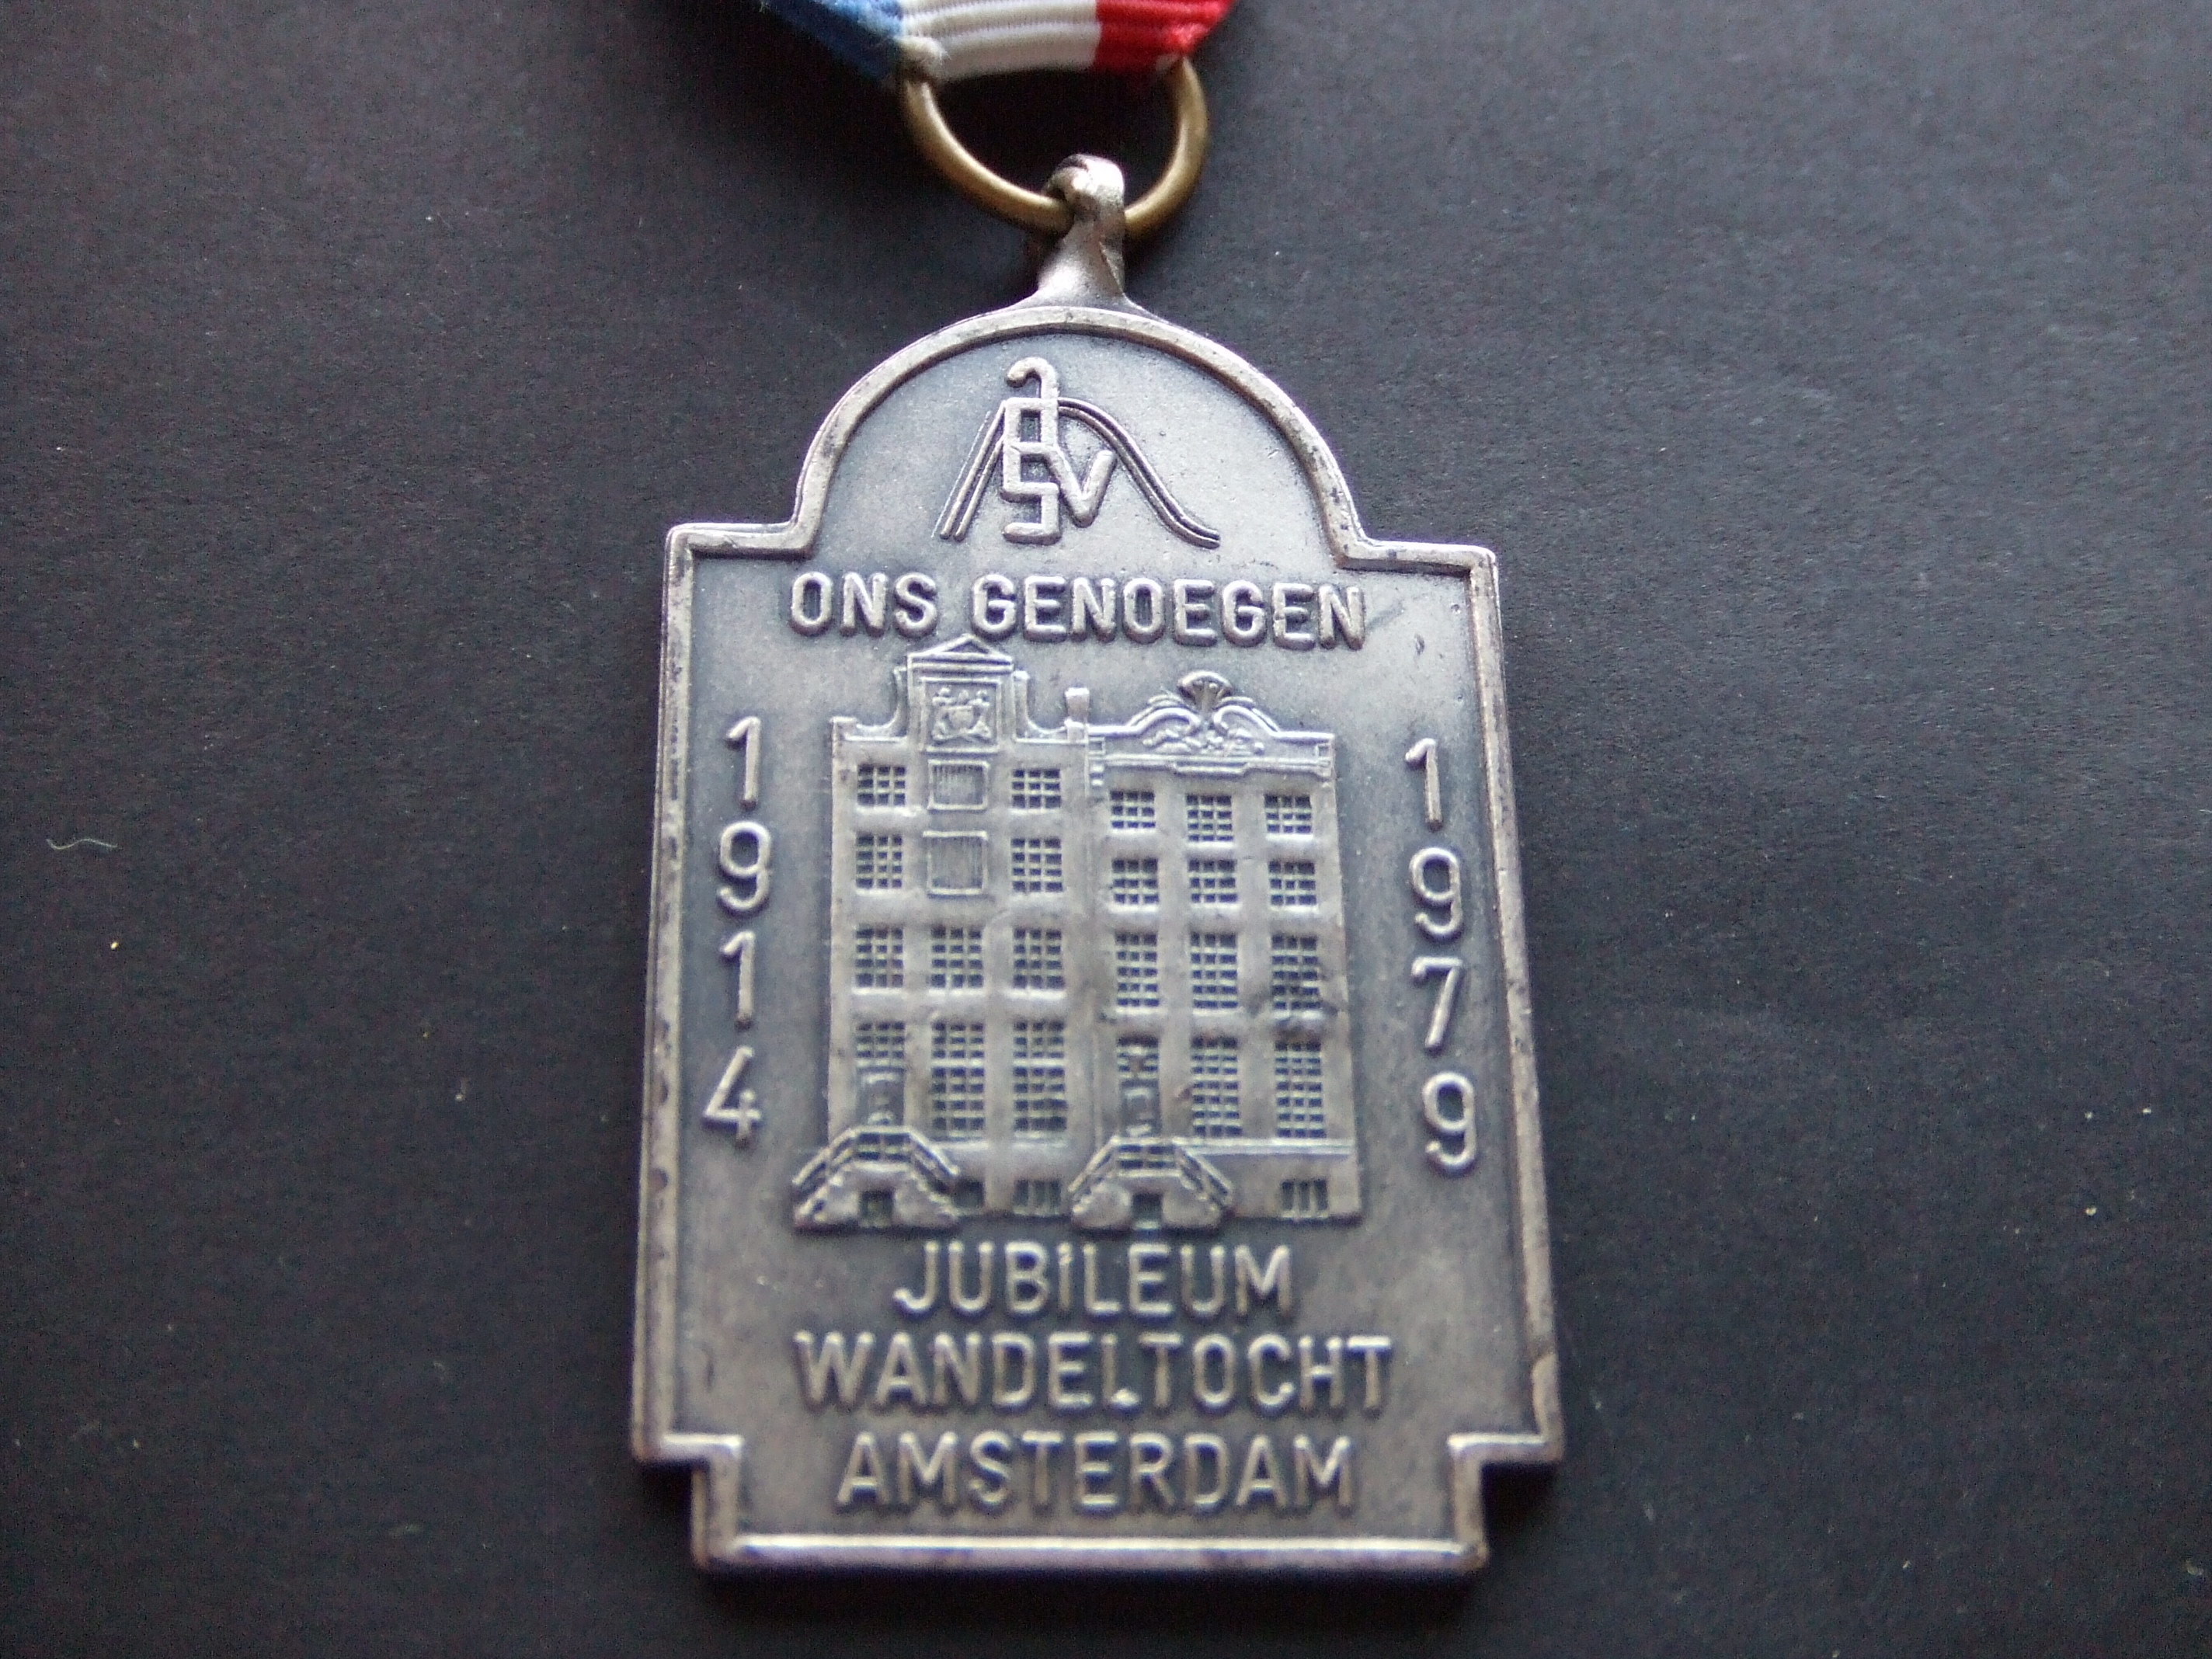 ONS GENOEGEN
1914
1979
JUBiLEUM
WANDELTOCHT
AMSTERDAM